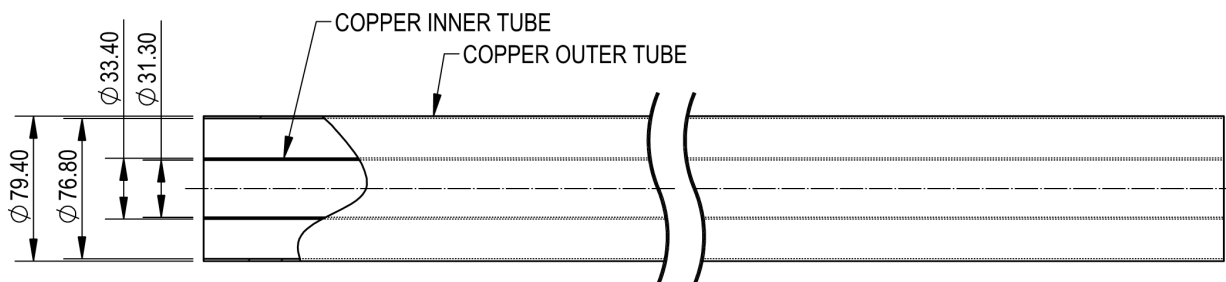 COPPER INNER TUBE
COPPER OUTER TUBE
Ø 33.40
Ø 31.30
Ø 79.40
Ø 76.80